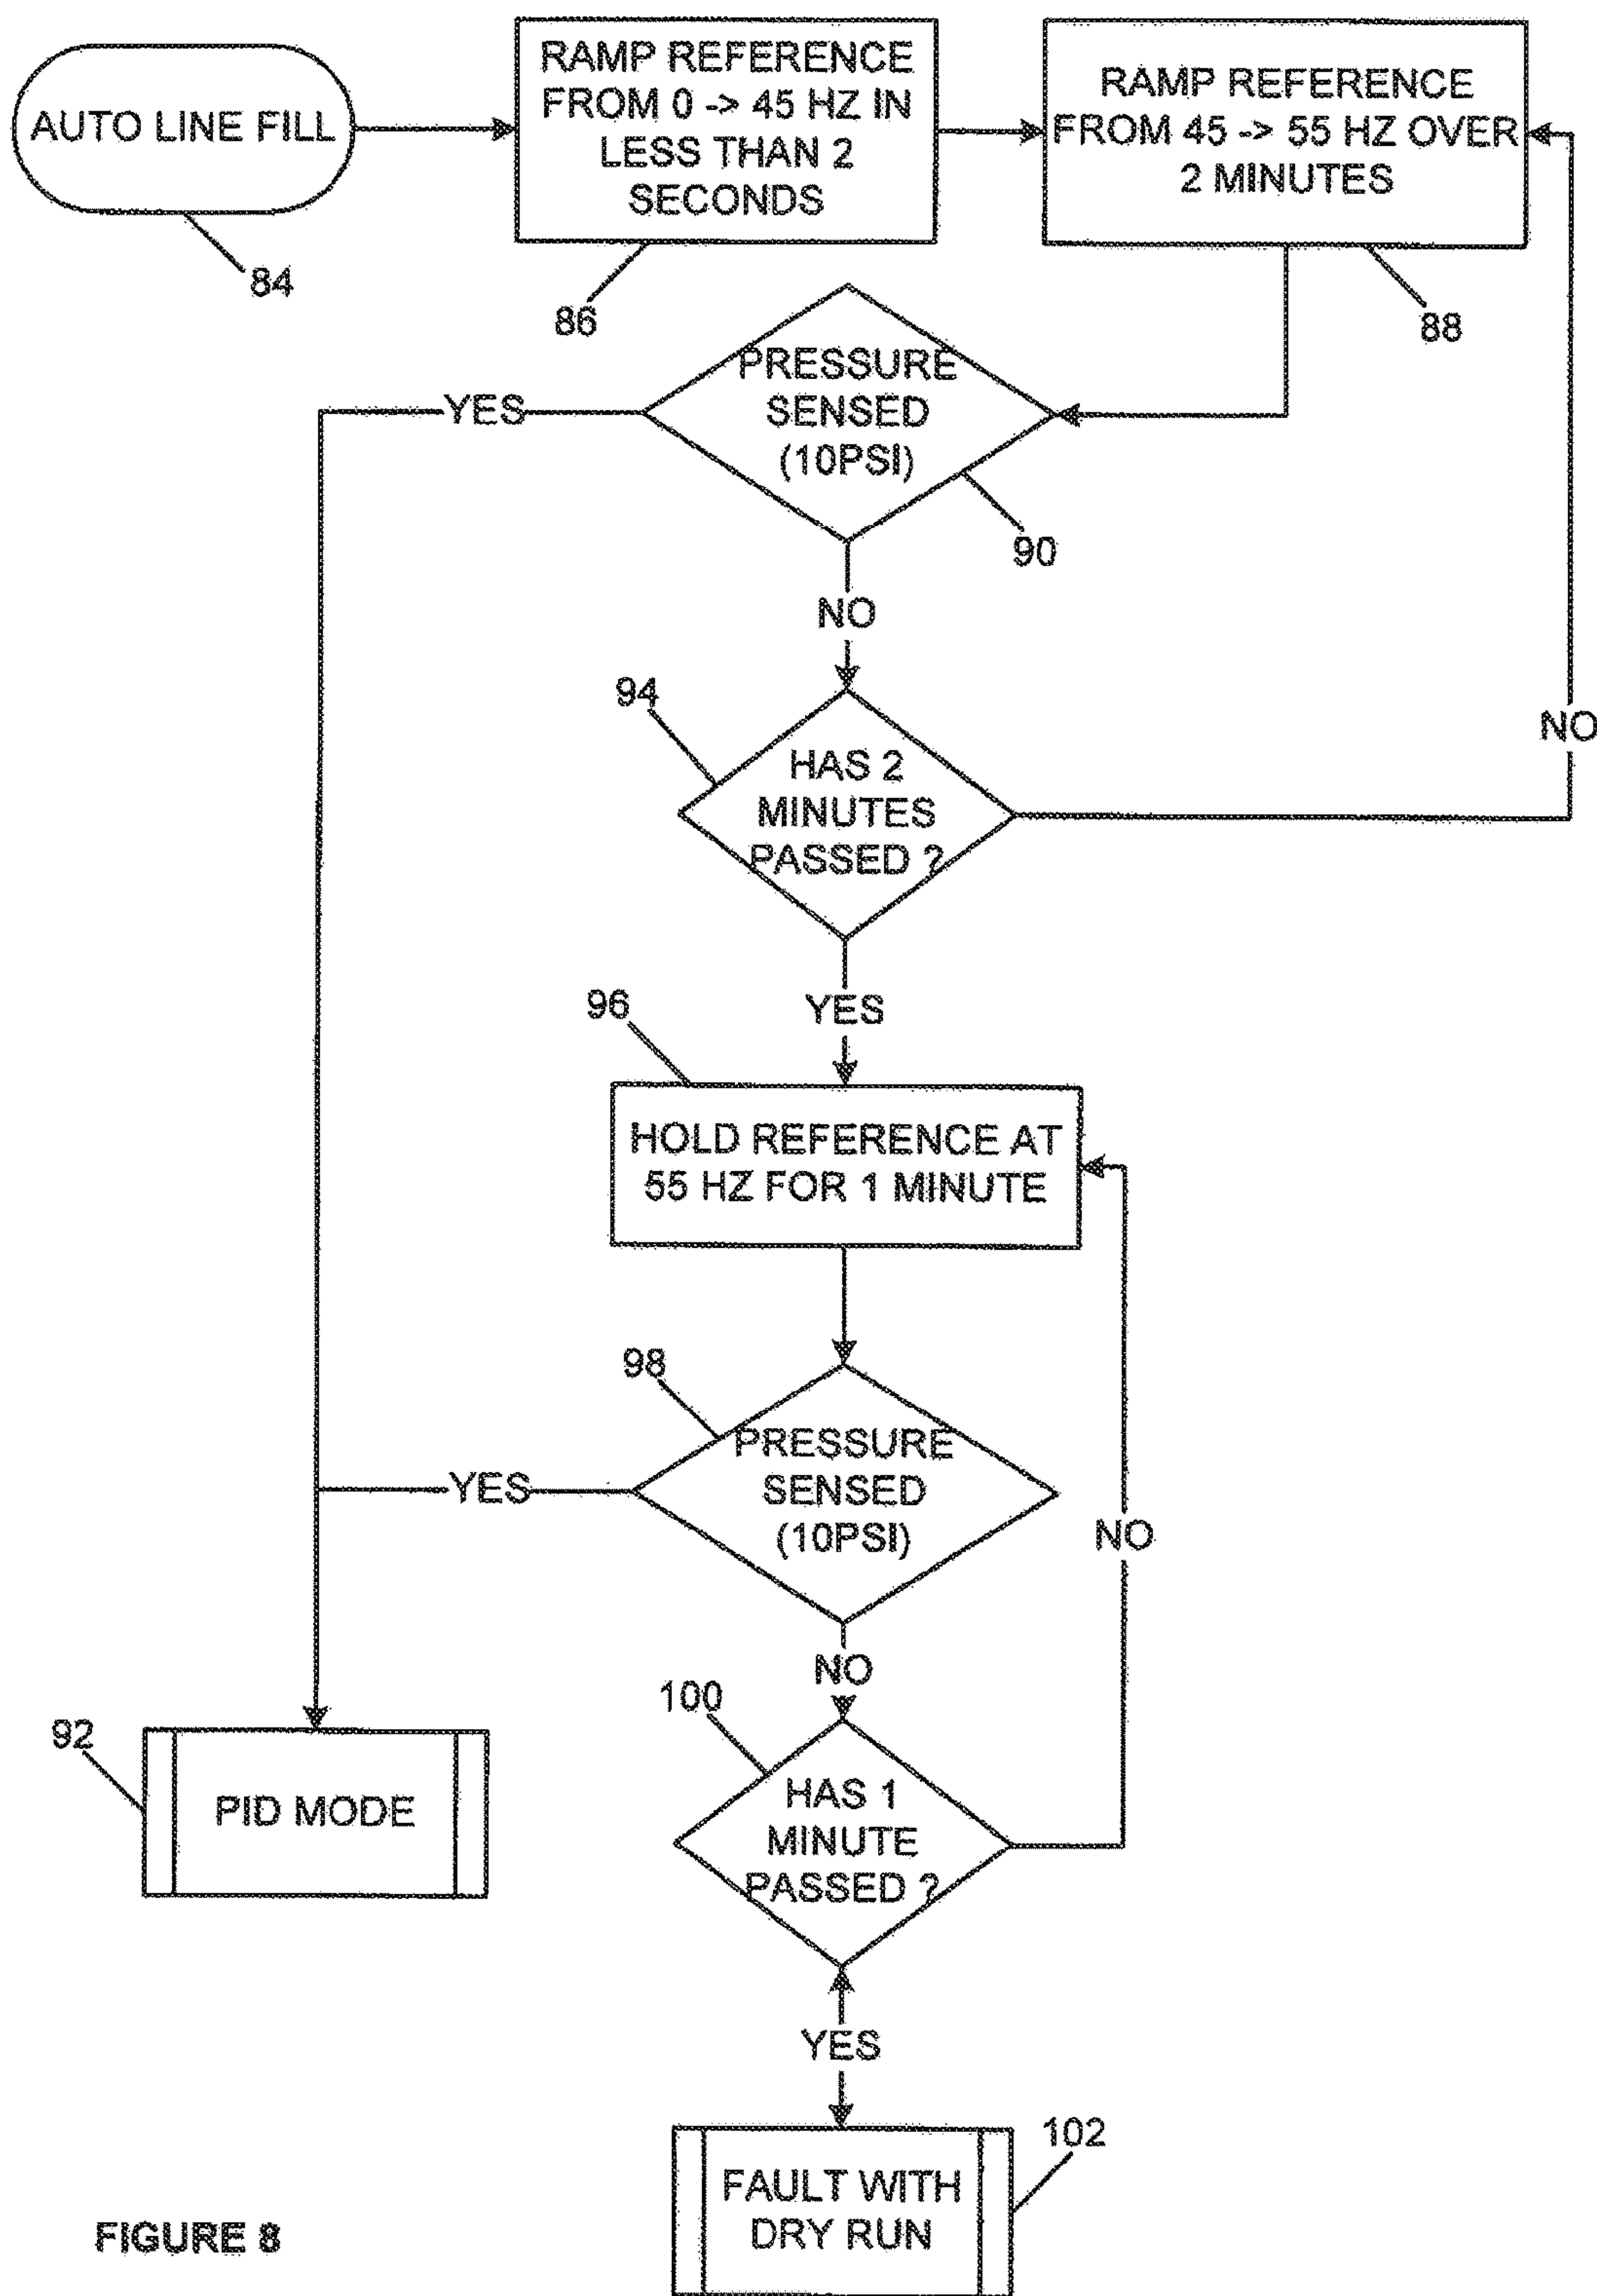 AUTO LINE FILL
84
RAMP REFERENCE
FROM 0 -> 45 HZ IN
LESS THAN 2
SECONDS
86
RAMP REFERENCE
FROM 45 -> 55 HZ OVER
2 MINUTES
88
PRESSURE
SENSED
(10PSI)
90
YES
NO
94
HAS 2
MINUTES
PASSED ?
NO
YES
96
HOLD REFERENCE AT
55 HZ FOR 1 MINUTE
98
PRESSURE
SENSED
(10PSI)
YES
NO
NO
100
HAS 1
MINUTE
PASSED ?
92
PID MODE
YES
102
FAULT WITH
DRY RUN
FIGURE 8